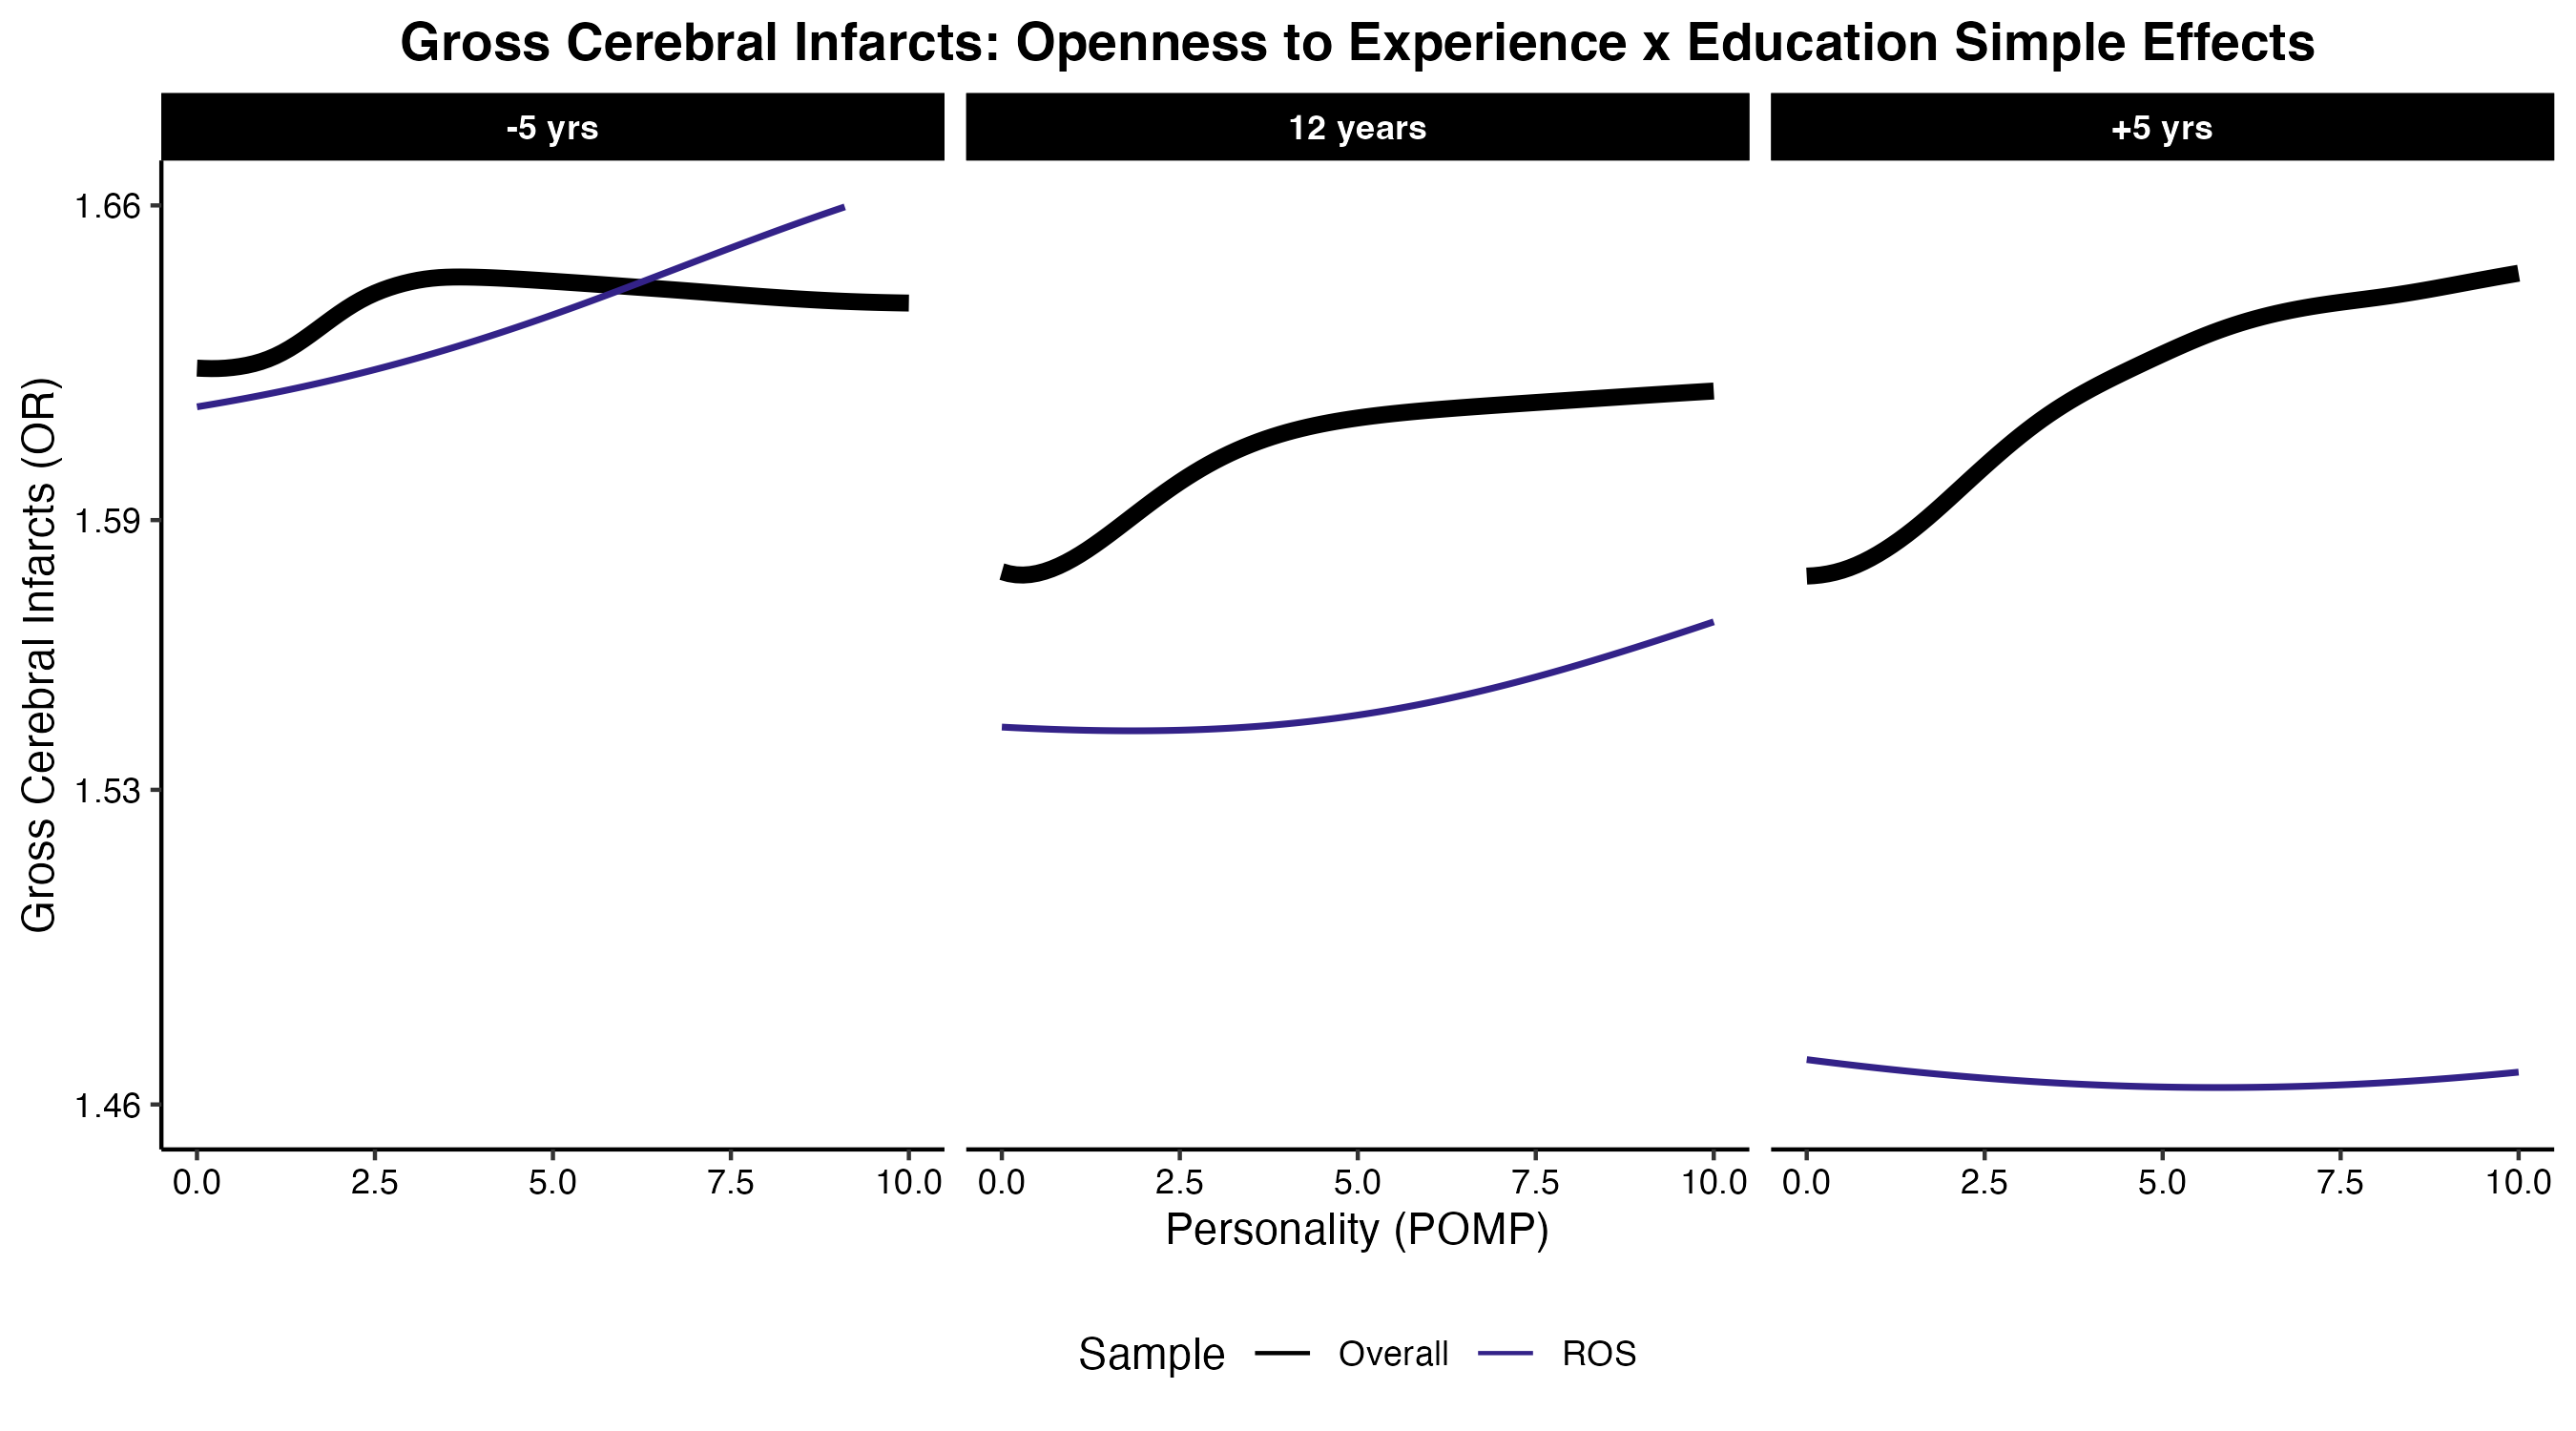 Gross Cerebral Infarcts: Openness to Experience x Education Simple Effects
-5 yrs
12 years
+5 yrs
Gross Cerebral Infarcts (OR)
1.66
1.59
1.53
1.46
0.0 2.5 5.0 7.5 10.0
0.0 2.5 5.0 7.5 10.0
0.0 2.5 5.0 7.5 10.0
Personality (POMP)
Sample Overall ROS